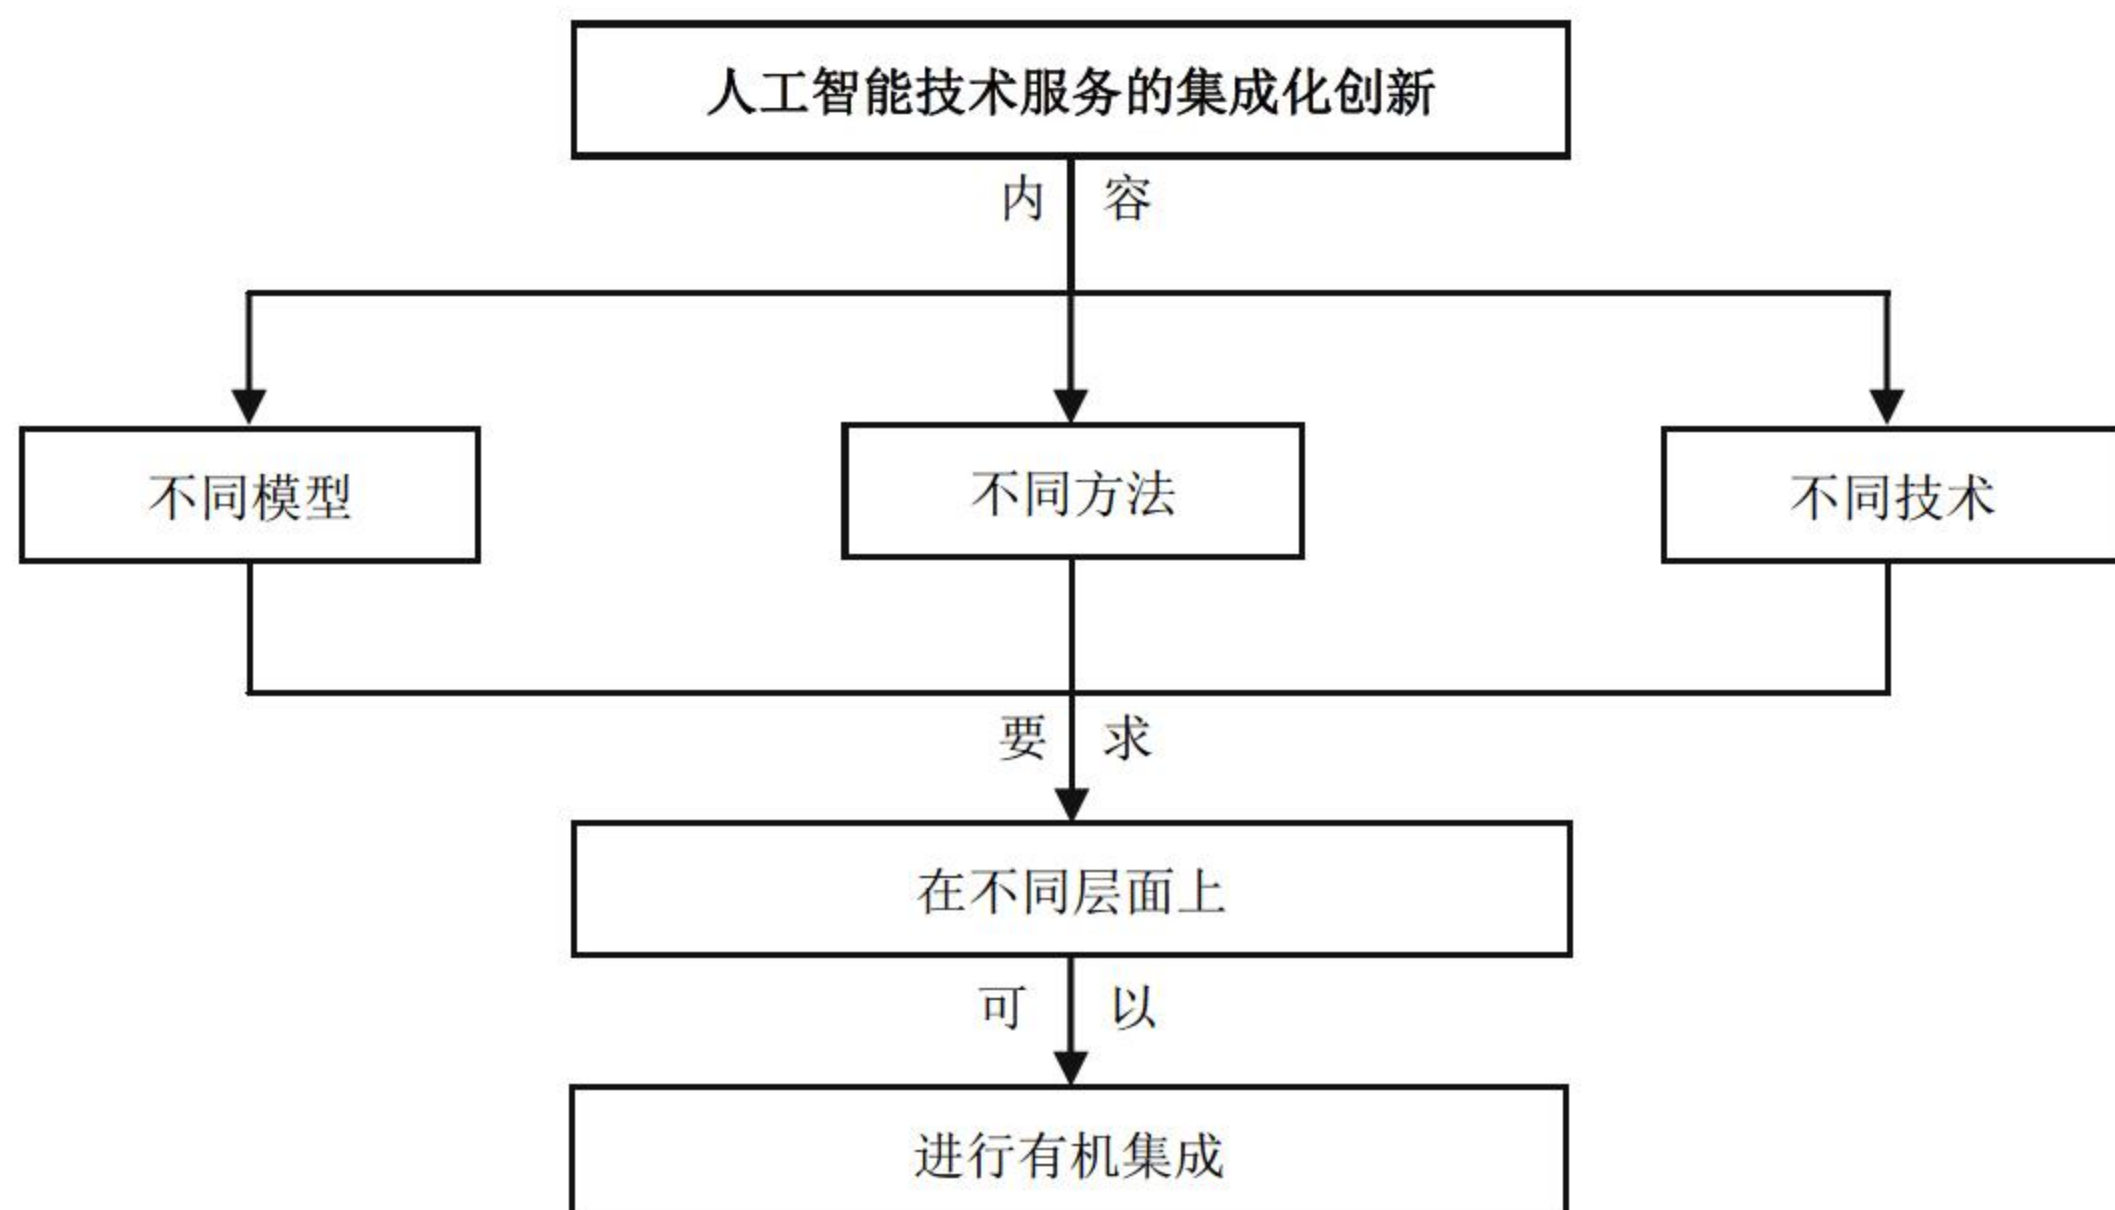 人工智能技术服务的集成化创新
内 容
不同模型
不同方法
不同技术
要 求
在不同层面上
可 以
进行有机集成